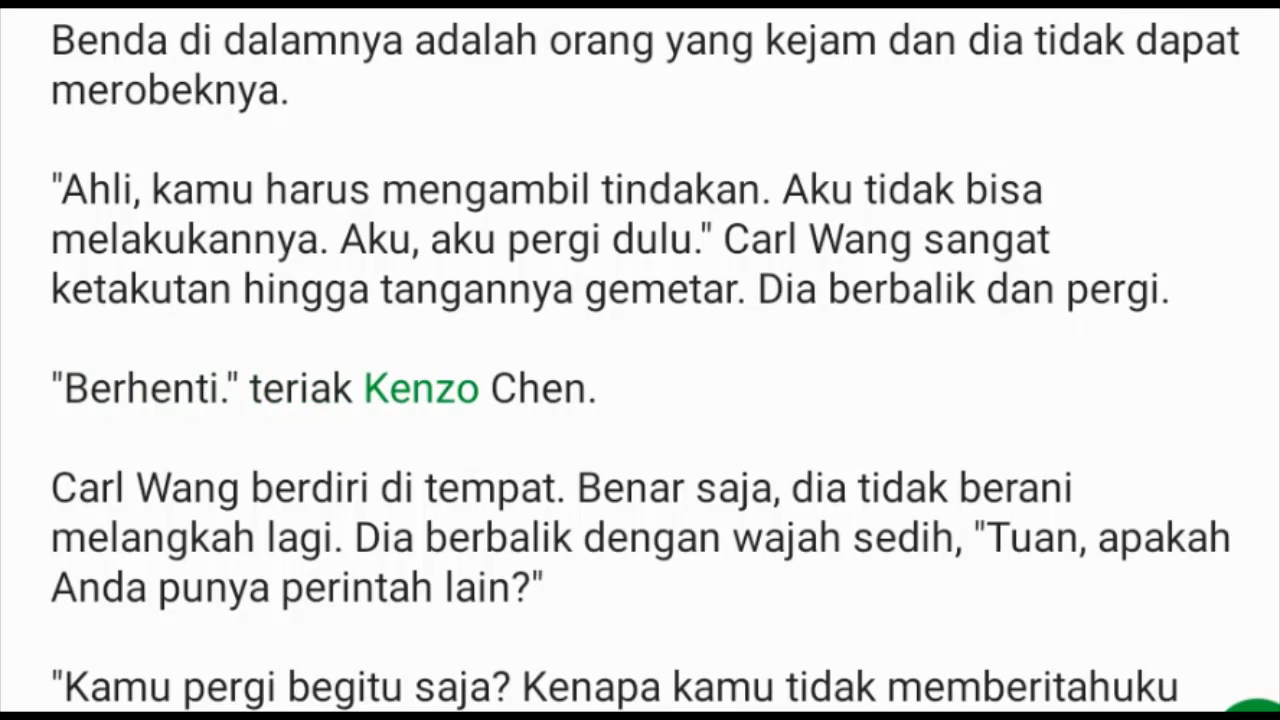 Benda di dalamnya adalah orang yang kejam dan dia tidak dapat
merobeknya.
"Ahli, kamu harus mengambil tindakan. Aku tidak bisa
melakukannya. Aku, aku pergi dulu." Carl Wang sangat
ketakutan hingga tangannya gemetar. Dia berbalik dan pergi.
"Berhenti." teriak Kenzo Chen.
Carl Wang berdiri di tempat. Benar saja, dia tidak berani
melangkah lagi. Dia berbalik dengan wajah sedih, "Tuan, apakah
Anda punya perintah lain?"
"Kamu pergi begitu saja? Kenapa kamu tidak memberitahuku